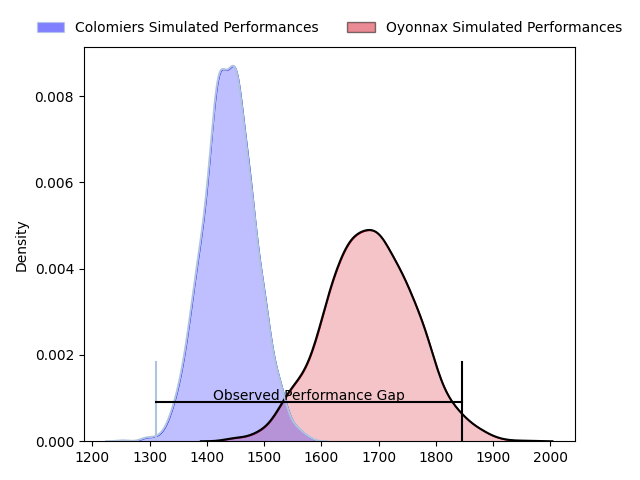 Colomiers Simulated Performances Oyonnax Simulated Performances
0.008
0.006
Density
0.004
0.002
Observed Performance Gap
0.000
1200 1300 1400 1500 1600 1700 1800 1900 2000